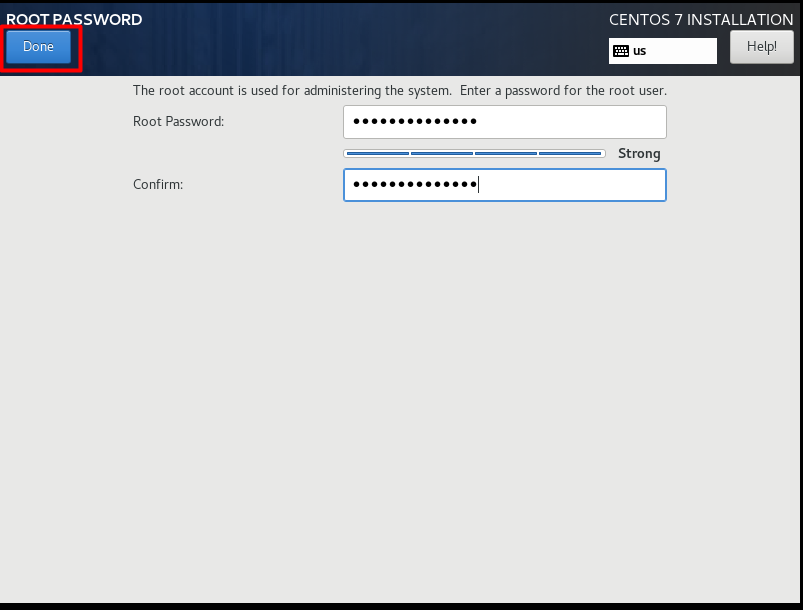 ROOT PASSWORD
CENTOS 7 INSTALLATION
Done
us
Help!
The root account is used for administering the system.  Enter a password for the root user.
Root Password:
••••••••••••••
Strong
Confirm:
••••••••••••••